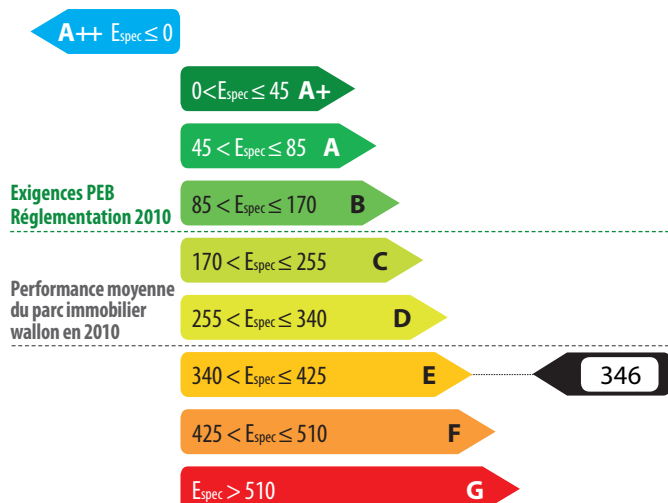 A++ Espec ≤ 0
0<Espec ≤ 45 A+
45 < Espec ≤ 85 A
Exigences PEB
Réglementation 2010
85 < Espec ≤ 170 B
170 < Espec ≤ 255 C
Performance moyenne
du parc immobilier
wallon en 2010
255 < Espec ≤ 340 D
340 < Espec ≤ 425 E
346
425 < Espec ≤ 510 F
Espec > 510 G